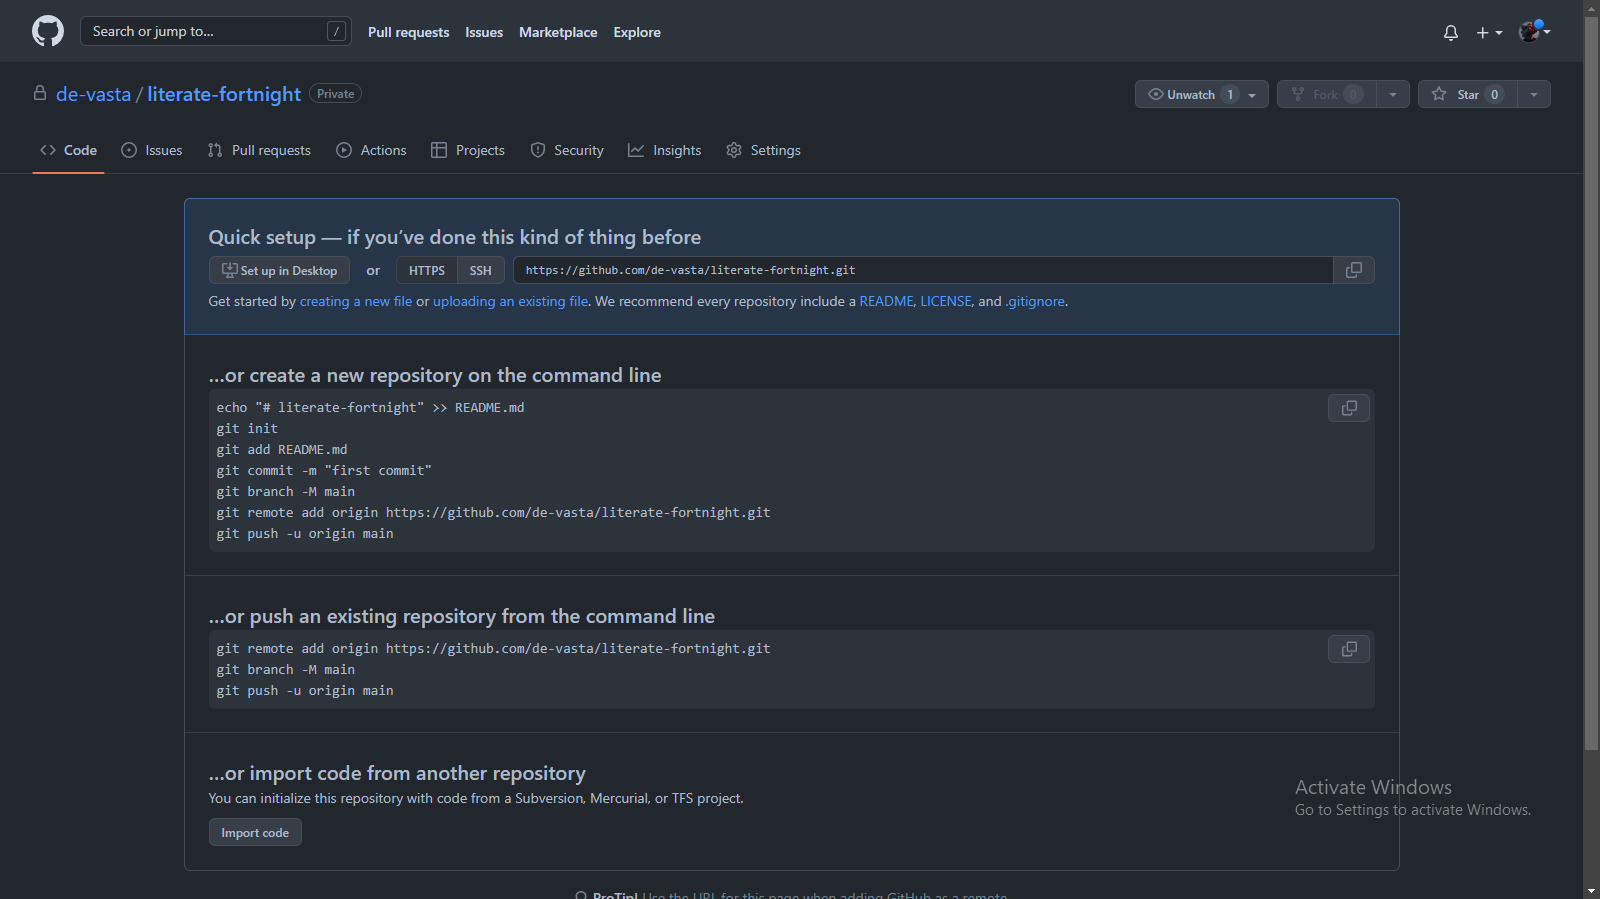 Search or jump to... /
Pull requests Issues Marketplace Explore
de-vasta / literate-fortnight Private
Unwatch 1 Fork 0 Star 0
Code Issues Pull requests Actions Projects Security Insights Settings
Quick setup — if you’ve done this kind of thing before
Set up in Desktop or HTTPS SSH https://github.com/de-vasta/literate-fortnight.git
Get started by creating a new file or uploading an existing file. We recommend every repository include a README, LICENSE, and .gitignore.
…or create a new repository on the command line
echo "# literate-fortnight" >> README.md
git init
git add README.md
git commit -m "first commit"
git branch -M main
git remote add origin https://github.com/de-vasta/literate-fortnight.git
git push -u origin main
…or push an existing repository from the command line
git remote add origin https://github.com/de-vasta/literate-fortnight.git
git branch -M main
git push -u origin main
…or import code from another repository
You can initialize this repository with code from a Subversion, Mercurial, or TFS project.
Import code
Activate Windows
Go to Settings to activate Windows.
ProTip! Use the URL for this page when adding GitHub as a remote.